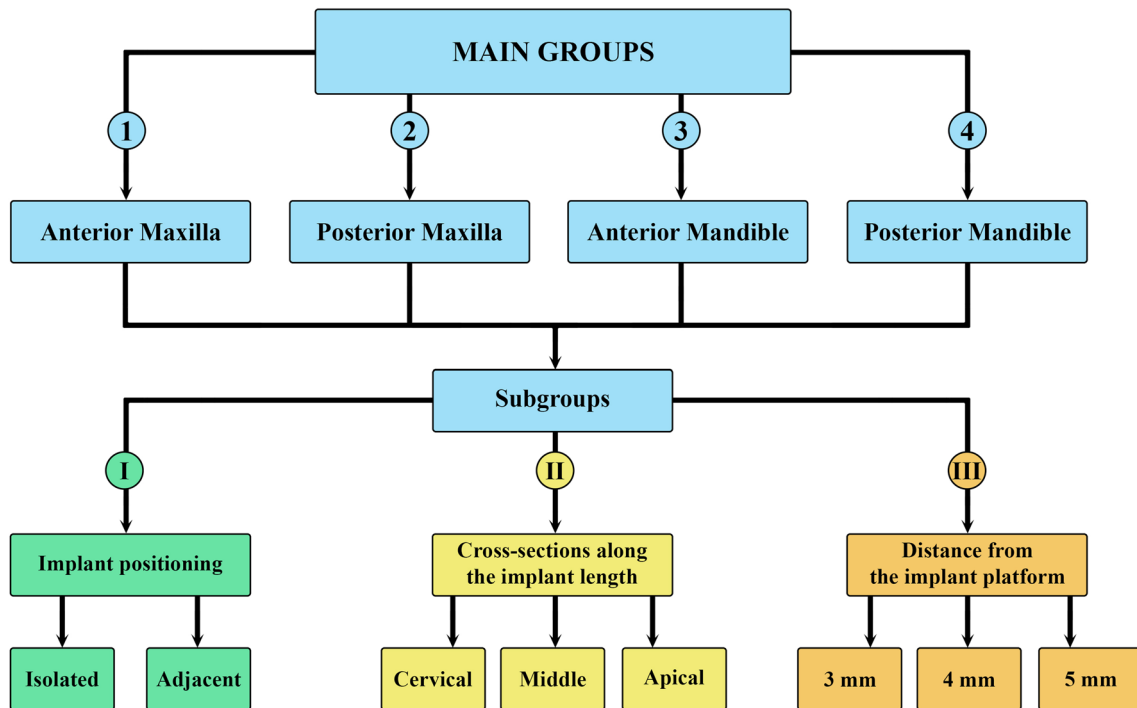 MAIN GROUPS
1
2
3
4
Anterior Maxilla
Posterior Maxilla
Anterior Mandible
Posterior Mandible
Subgroups
I
II
III
Implant positioning
Cross-sections along
the implant length
Distance from
the implant platform
Isolated
Adjacent
Cervical
Middle
Apical
3 mm
4 mm
5 mm